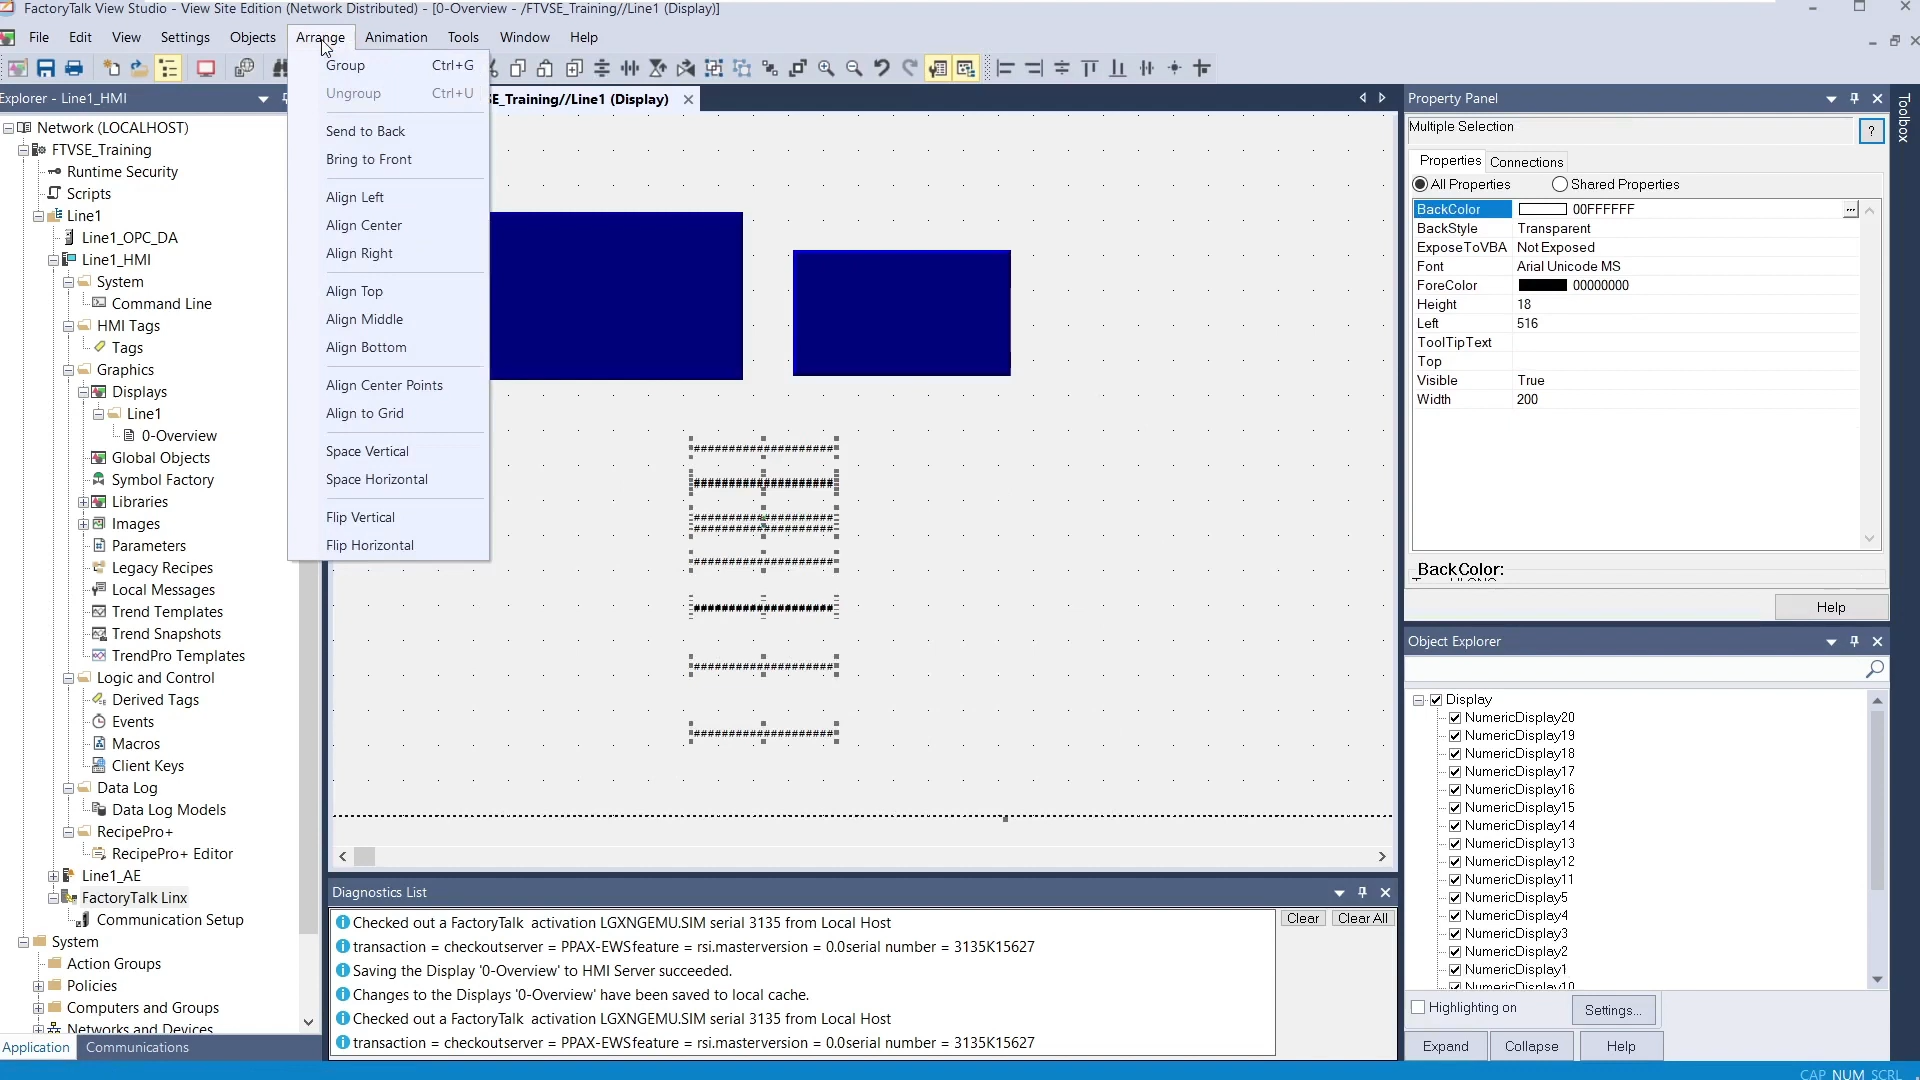 FactoryTalk View Studio - View Site Edition (Network Distributed) - [0-Overview - /FTVSE_Training//Line1 (Display)]
File Edit View Settings Objects Arrange Animation Tools Window Help
Explorer - Line1_HMI
Network (LOCALHOST)
FTVSE_Training
Runtime Security
Scripts
Line1
Line1_OPC_DA
Line1_HMI
System
Command Line
HMI Tags
Tags
Graphics
Displays
Line1
0-Overview
Global Objects
Symbol Factory
Libraries
Images
Parameters
Legacy Recipes
Local Messages
Trend Templates
Trend Snapshots
TrendPro Templates
Logic and Control
Derived Tags
Events
Macros
Client Keys
Data Log
Data Log Models
RecipePro+
RecipePro+ Editor
Line1_AE
FactoryTalk Linx
Communication Setup
System
Action Groups
Policies
Computers and Groups
Networks and Devices
Application Communications
Group Ctrl+G
Ungroup Ctrl+U
Send to Back
Bring to Front
Align Left
Align Center
Align Right
Align Top
Align Middle
Align Bottom
Align Center Points
Align to Grid
Space Vertical
Space Horizontal
Flip Vertical
Flip Horizontal
SE_Training//Line1 (Display)
####################
####################
####################
####################
####################
####################
####################
####################
Diagnostics List
Checked out a FactoryTalk activation LGXNGEMU.SIM serial 3135 from Local Host
transaction = checkoutserver = PPAX-EWSfeature = rsi.masterversion = 0.0serial number = 3135K15627
Saving the Display '0-Overview' to HMI Server succeeded.
Changes to the Displays '0-Overview' have been saved to local cache.
Checked out a FactoryTalk activation LGXNGEMU.SIM serial 3135 from Local Host
transaction = checkoutserver = PPAX-EWSfeature = rsi.masterversion = 0.0serial number = 3135K15627
Clear Clear All
Property Panel
Multiple Selection
?
Properties Connections
All Properties Shared Properties
BackColor 00FFFFFF ...
BackStyle Transparent
ExposeToVBA Not Exposed
Font Arial Unicode MS
ForeColor 00000000
Height 18
Left 516
ToolTipText
Top
Visible True
Width 200
BackColor:
Help
Object Explorer
Display
NumericDisplay20
NumericDisplay19
NumericDisplay18
NumericDisplay17
NumericDisplay16
NumericDisplay15
NumericDisplay14
NumericDisplay13
NumericDisplay12
NumericDisplay11
NumericDisplay5
NumericDisplay4
NumericDisplay3
NumericDisplay2
NumericDisplay1
NumericDisplay10
Highlighting on Settings...
Expand Collapse Help
Toolbox
CAP NUM SCRL